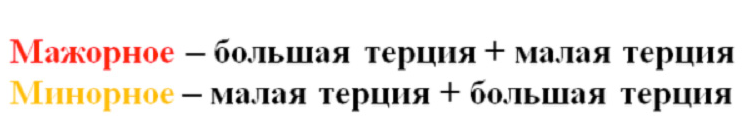 Мажорное – большая терция + малая терция
Минорное – малая терция + большая терция